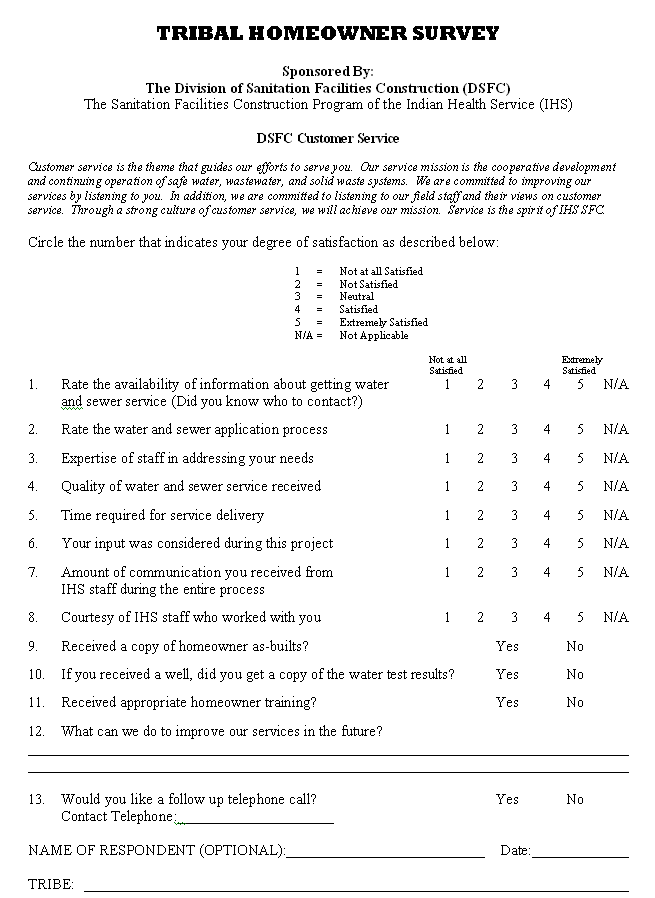 TRIBAL HOMEOWNER SURVEY
Sponsored By:
The Division of Sanitation Facilities Construction (DSFC)
The Sanitation Facilities Construction Program of the Indian Health Service (IHS)
DSFC Customer Service
Customer service is the theme that guides our efforts to serve you. Our service mission is the cooperative development
and continuing operation of safe water, wastewater, and solid waste systems. We are committed to improving our
services by listening to you. In addition, we are committed to listening to our field staff and their views on customer
service. Through a strong culture of customer service, we will achieve our mission. Service is the spirit of IHS SFC.
Circle the number that indicates your degree of satisfaction as described below:
1 = Not at all Satisfied
2 = Not Satisfied
3 = Neutral
4 = Satisfied
5 = Extremely Satisfied
N/A = Not Applicable
Not at all Extremely
Satisfied Satisfied
1. Rate the availability of information about getting water 1 2 3 4 5 N/A
and sewer service (Did you know who to contact?)
2. Rate the water and sewer application process 1 2 3 4 5 N/A
3. Expertise of staff in addressing your needs 1 2 3 4 5 N/A
4. Quality of water and sewer service received 1 2 3 4 5 N/A
5. Time required for service delivery 1 2 3 4 5 N/A
6. Your input was considered during this project 1 2 3 4 5 N/A
7. Amount of communication you received from 1 2 3 4 5 N/A
IHS staff during the entire process
8. Courtesy of IHS staff who worked with you 1 2 3 4 5 N/A
9. Received a copy of homeowner as-builts? Yes No
10. If you received a well, did you get a copy of the water test results? Yes No
11. Received appropriate homeowner training? Yes No
12. What can we do to improve our services in the future?
13. Would you like a follow up telephone call? Yes No
Contact Telephone:
NAME OF RESPONDENT (OPTIONAL): Date:
TRIBE: